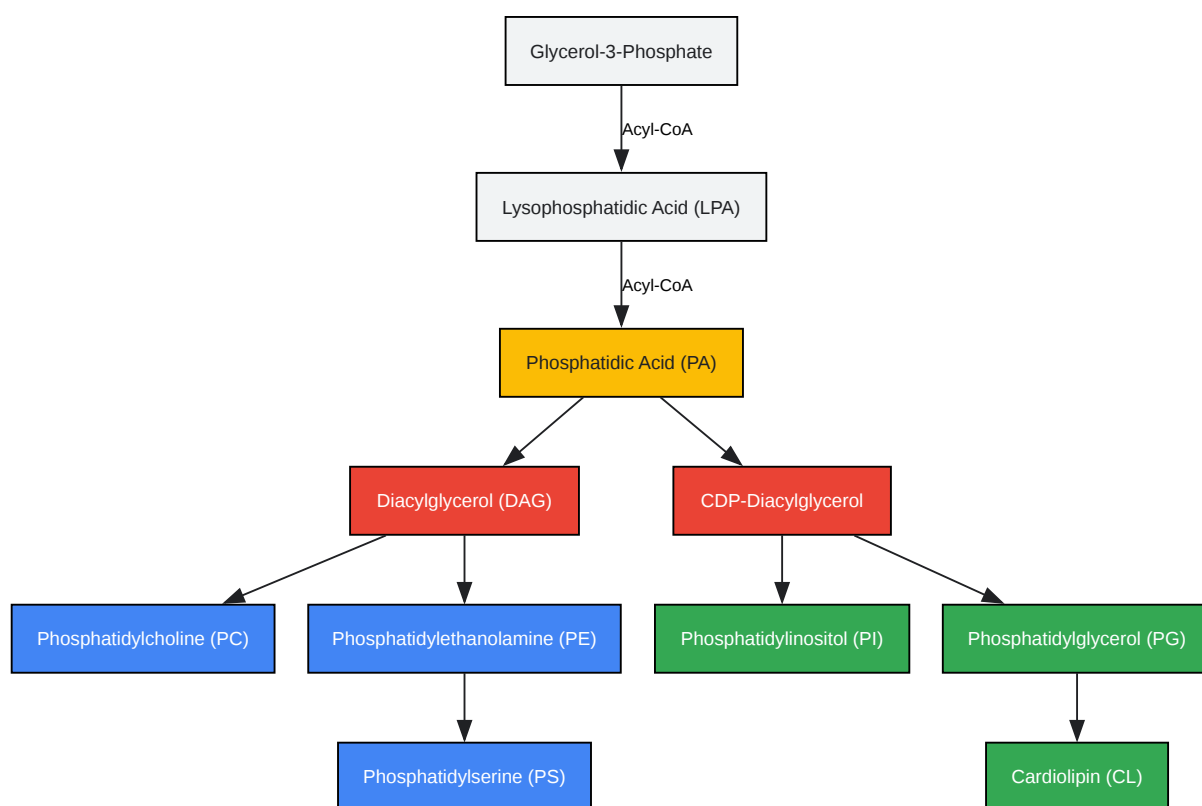 Glycerol-3-Phosphate
Acyl-CoA
Lysophosphatidic Acid (LPA)
Acyl-CoA
Phosphatidic Acid (PA)
Diacylglycerol (DAG)
CDP-Diacylglycerol
Phosphatidylcholine (PC)
Phosphatidylethanolamine (PE)
Phosphatidylinositol (PI)
Phosphatidylglycerol (PG)
Phosphatidylserine (PS)
Cardiolipin (CL)